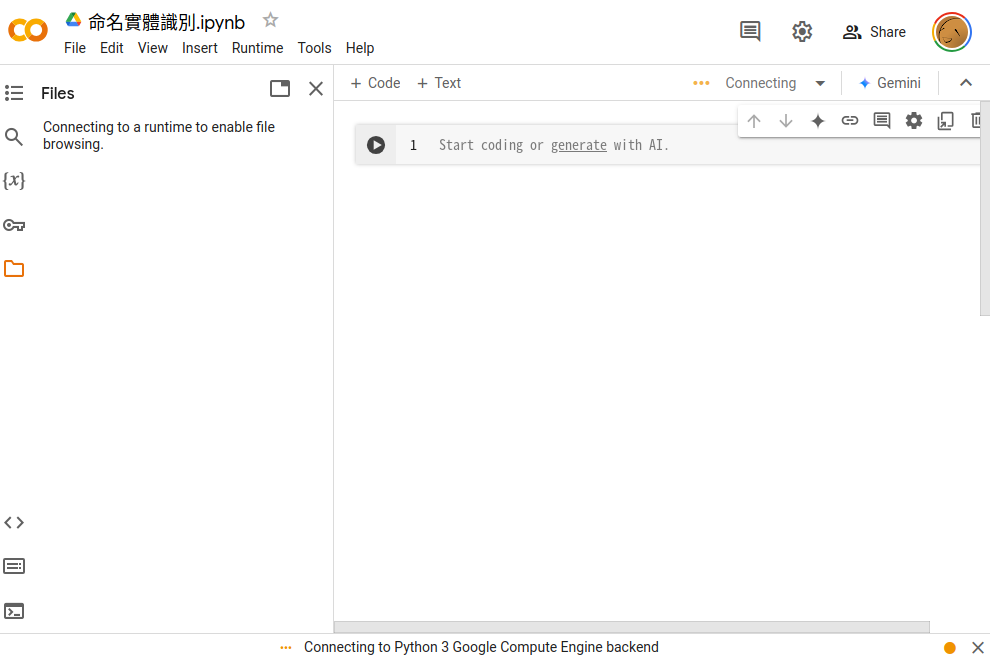 命名實體識別.ipynb
File Edit View Insert Runtime Tools Help
Share
Files
+ Code + Text
Connecting
Gemini
Connecting to a runtime to enable file
browsing.
{x}
1 Start coding or generate with AI.
Connecting to Python 3 Google Compute Engine backend